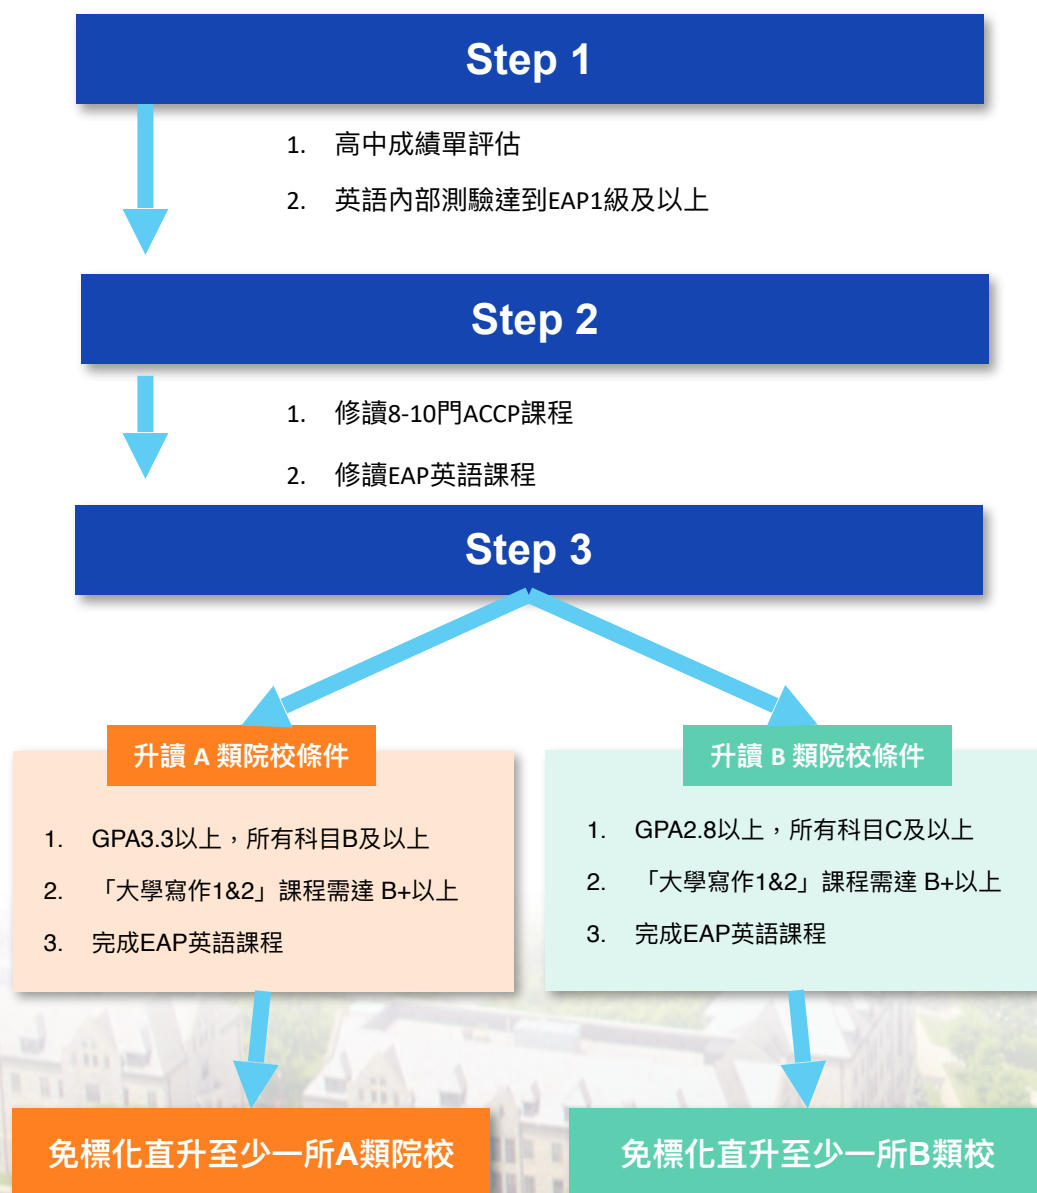 Step 1
1. 高中成績單評估
2. 英語內部測驗達到EAP1級及以上
Step 2
1. 修讀8-10門ACCP課程
2. 修讀EAP英語課程
Step 3
升讀 A 類院校條件
1. GPA3.3以上，所有科目B及以上
2. 「大學寫作1&2」課程需達 B+以上
3. 完成EAP英語課程
免標化直升至少一所A類院校
升讀 B 類院校條件
1. GPA2.8以上，所有科目C及以上
2. 「大學寫作1&2」課程需達 B+以上
3. 完成EAP英語課程
免標化直升至少一所B類校